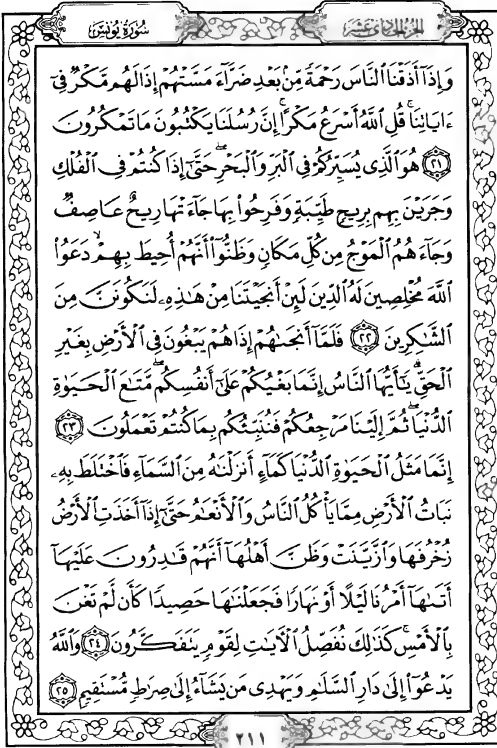 سُورَةُ يُونُسَ الجزء الحادي عشر
وَإِذَآ أَذَقْنَا ٱلنَّاسَ رَحْمَةً مِّنۢ بَعْدِ ضَرَّآءَ مَسَّتْهُمْ إِذَا لَهُم مَّكْرٌ فِىٓ
ءَايَاتِنَا ۚ قُلِ ٱللَّهُ أَسْرَعُ مَكْرًا ۚ إِنَّ رُسُلَنَا يَكْتُبُونَ مَا تَمْكُرُونَ
﴿٢١﴾ هُوَ ٱلَّذِى يُسَيِّرُكُمْ فِى ٱلْبَرِّ وَٱلْبَحْرِ ۖ حَتَّىٰٓ إِذَا كُنتُمْ فِى ٱلْفُلْكِ
وَجَرَيْنَ بِهِم بِرِيحٍ طَيِّبَةٍ وَفَرِحُوا۟ بِهَا جَآءَتْهَا رِيحٌ عَاصِفٌ
وَجَآءَهُمُ ٱلْمَوْجُ مِن كُلِّ مَكَانٍ وَظَنُّوٓا۟ أَنَّهُمْ أُحِيطَ بِهِمْ ۙ دَعَوُا۟
ٱللَّهَ مُخْلِصِينَ لَهُ ٱلدِّينَ لَئِنْ أَنجَيْتَنَا مِنْ هَٰذِهِۦ لَنَكُونَنَّ مِنَ
ٱلشَّٰكِرِينَ ﴿٢٢﴾ فَلَمَّآ أَنجَىٰهُمْ إِذَا هُمْ يَبْغُونَ فِى ٱلْأَرْضِ بِغَيْرِ
ٱلْحَقِّ ۗ يَٰٓأَيُّهَا ٱلنَّاسُ إِنَّمَا بَغْيُكُمْ عَلَىٰٓ أَنفُسِكُم ۖ مَّتَٰعَ ٱلْحَيَوٰةِ
ٱلدُّنْيَا ۖ ثُمَّ إِلَيْنَا مَرْجِعُكُمْ فَنُنَبِّئُكُم بِمَا كُنتُمْ تَعْمَلُونَ ﴿٢٣﴾
إِنَّمَا مَثَلُ ٱلْحَيَوٰةِ ٱلدُّنْيَا كَمَآءٍ أَنزَلْنَٰهُ مِنَ ٱلسَّمَآءِ فَٱخْتَلَطَ بِهِۦ
نَبَاتُ ٱلْأَرْضِ مِمَّا يَأْكُلُ ٱلنَّاسُ وَٱلْأَنْعَٰمُ حَتَّىٰٓ إِذَآ أَخَذَتِ ٱلْأَرْضُ
زُخْرُفَهَا وَٱزَّيَّنَتْ وَظَنَّ أَهْلُهَآ أَنَّهُمْ قَٰدِرُونَ عَلَيْهَآ
أَتَىٰهَآ أَمْرُنَا لَيْلًا أَوْ نَهَارًا فَجَعَلْنَٰهَا حَصِيدًا كَأَن لَّمْ تَغْنَ
بِٱلْأَمْسِ ۚ كَذَٰلِكَ نُفَصِّلُ ٱلْءَايَٰتِ لِقَوْمٍ يَتَفَكَّرُونَ ﴿٢٤﴾ وَٱللَّهُ
يَدْعُوٓا۟ إِلَىٰ دَارِ ٱلسَّلَٰمِ وَيَهْدِى مَن يَشَآءُ إِلَىٰ صِرَٰطٍ مُّسْتَقِيمٍ ﴿٢٥﴾
٢١١